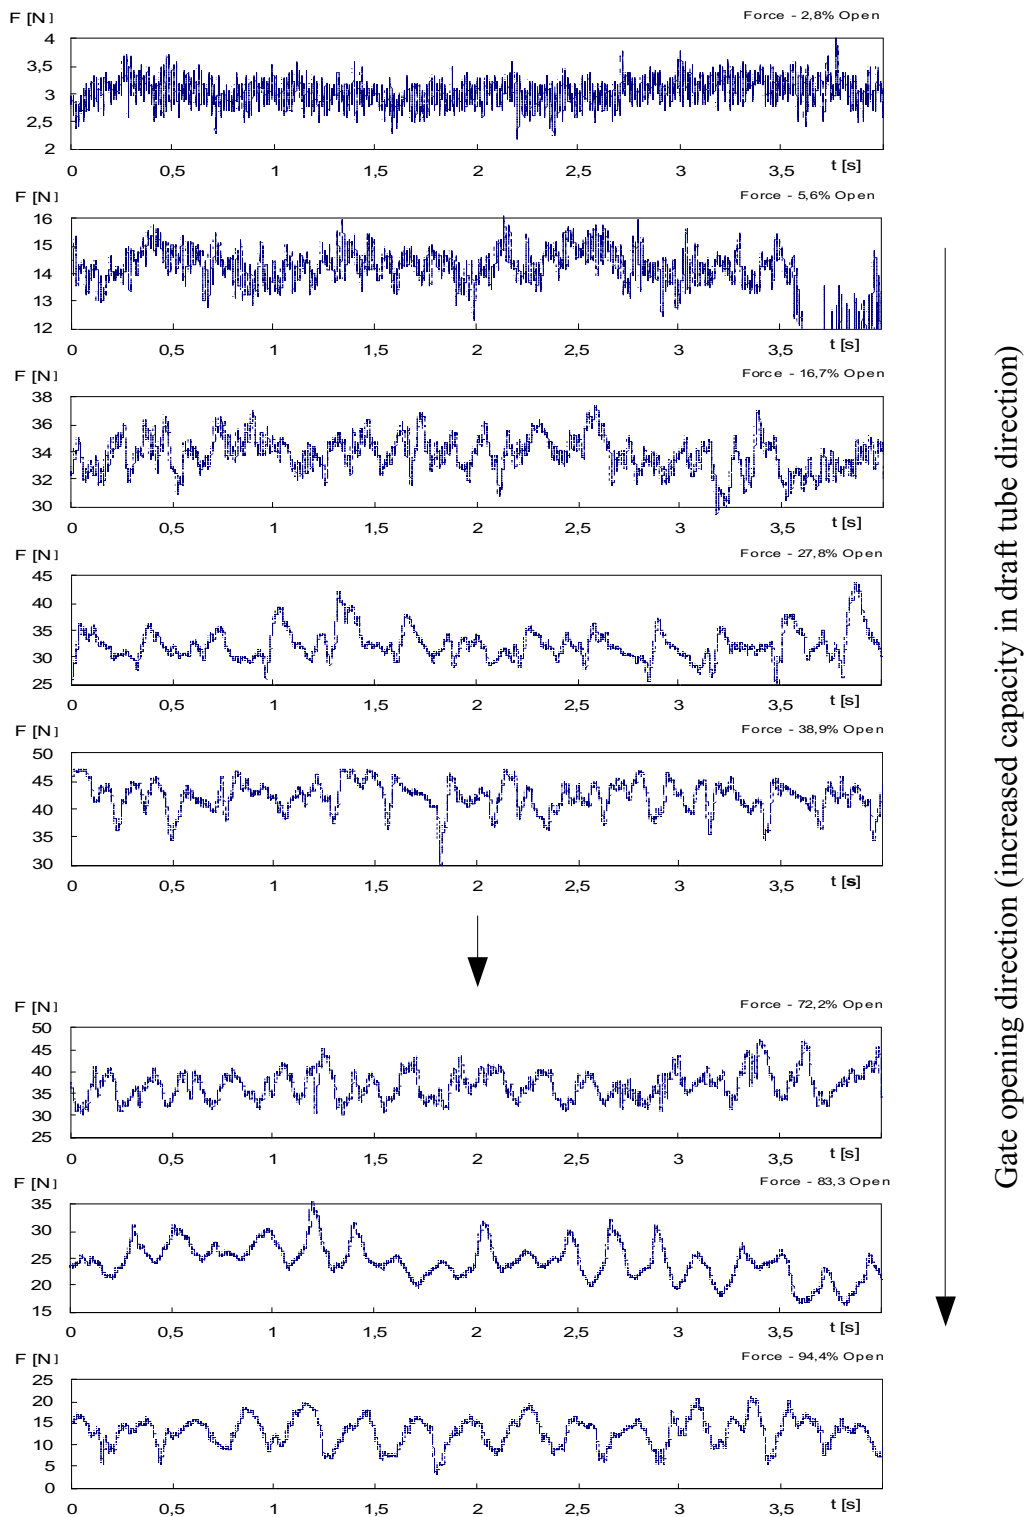 F [N] Force - 2,8% Open
4
3,5
3
2,5
2
0 0,5 1 1,5 2 2,5 3 3,5 t [s]
F [N] Force - 5,6% Open
16
15
14
13
12
0 0,5 1 1,5 2 2,5 3 3,5 t [s]
F [N] Force - 16,7% Open
38
36
34
32
30
0 0,5 1 1,5 2 2,5 3 3,5 t [s]
F [N] Force - 27,8% Open
45
40
35
30
25
0 0,5 1 1,5 2 2,5 3 3,5 t [s]
F [N] Force - 38,9% Open
50
45
40
35
30
0 0,5 1 1,5 2 2,5 3 3,5 t [s]
F [N] Force - 72,2% Open
50
45
40
35
30
25
0 0,5 1 1,5 2 2,5 3 3,5 t [s]
F [N] Force - 83,3 Open
35
30
25
20
15
0 0,5 1 1,5 2 2,5 3 3,5 t [s]
F [N] Force - 94,4% Open
25
20
15
10
5
0
0 0,5 1 1,5 2 2,5 3 3,5 t [s]
Gate opening direction (increased capacity in draft tube direction)